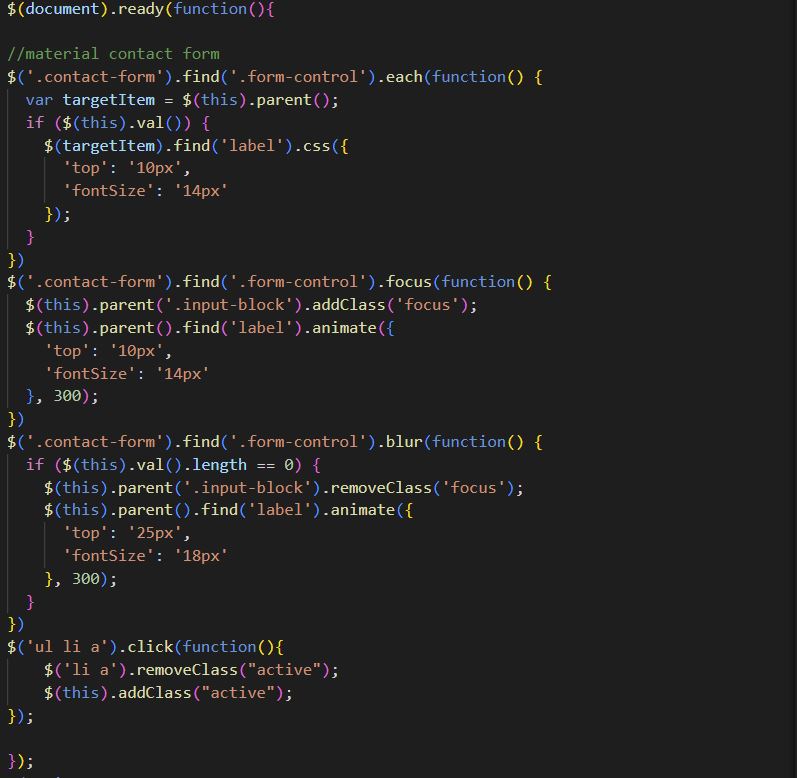 $(document).ready(function(){

//material contact form
$('.contact-form').find('.form-control').each(function() {
  var targetItem = $(this).parent();
  if ($(this).val()) {
    $(targetItem).find('label').css({
      'top': '10px',
      'fontSize': '14px'
    });
  }
})
$('.contact-form').find('.form-control').focus(function() {
  $(this).parent('.input-block').addClass('focus');
  $(this).parent().find('label').animate({
    'top': '10px',
    'fontSize': '14px'
  }, 300);
})
$('.contact-form').find('.form-control').blur(function() {
  if ($(this).val().length == 0) {
    $(this).parent('.input-block').removeClass('focus');
    $(this).parent().find('label').animate({
      'top': '25px',
      'fontSize': '18px'
    }, 300);
  }
})
$('ul li a').click(function(){
    $('li a').removeClass("active");
    $(this).addClass("active");
});

});